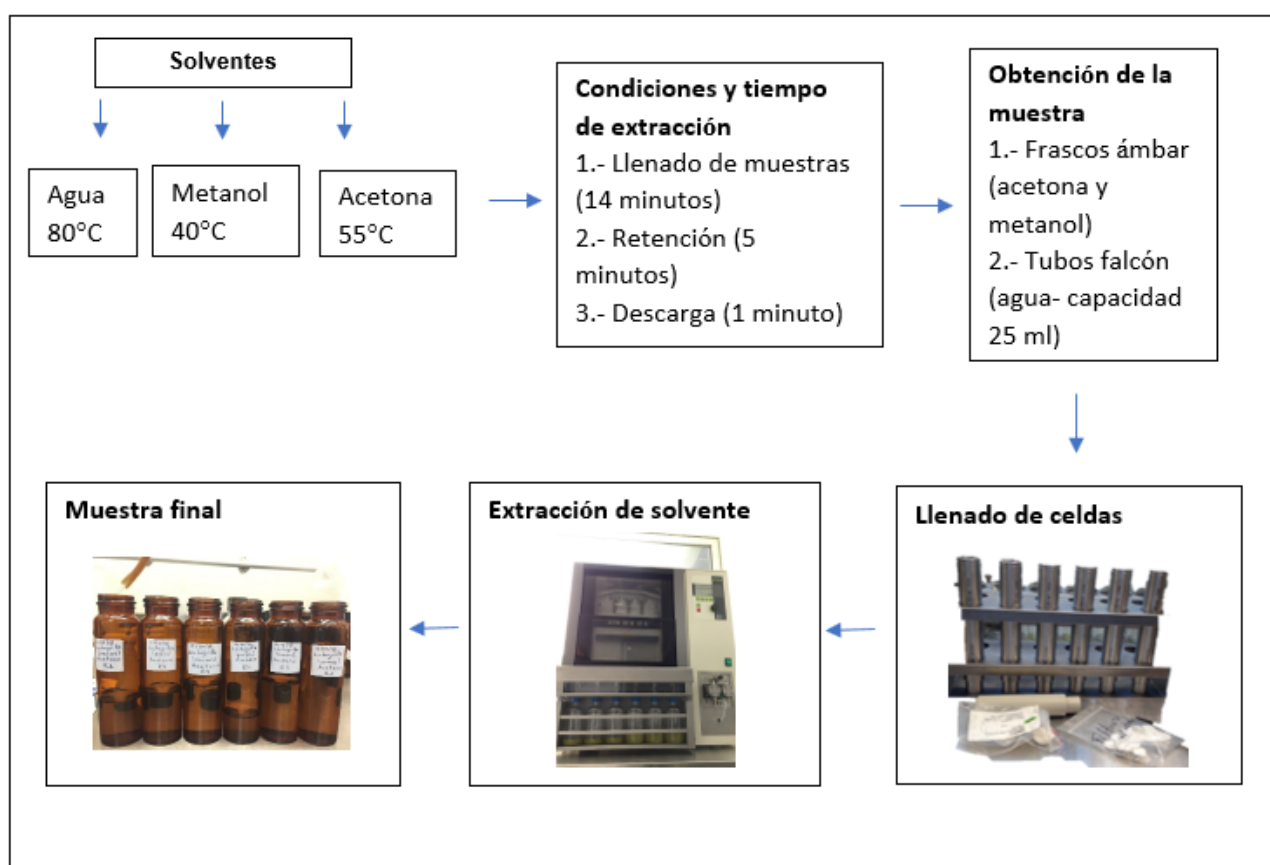 Solventes
Agua
80°C
Metanol
40°C
Acetona
55°C
Condiciones y tiempo
de extracción
1.- Llenado de muestras
(14 minutos)
2.- Retención (5
minutos)
3.- Descarga (1 minuto)
Obtención de la
muestra
1.- Frascos ámbar
(acetona y
metanol)
2.- Tubos falcón
(agua- capacidad
25 ml)
Muestra final
Extracción de solvente
Llenado de celdas